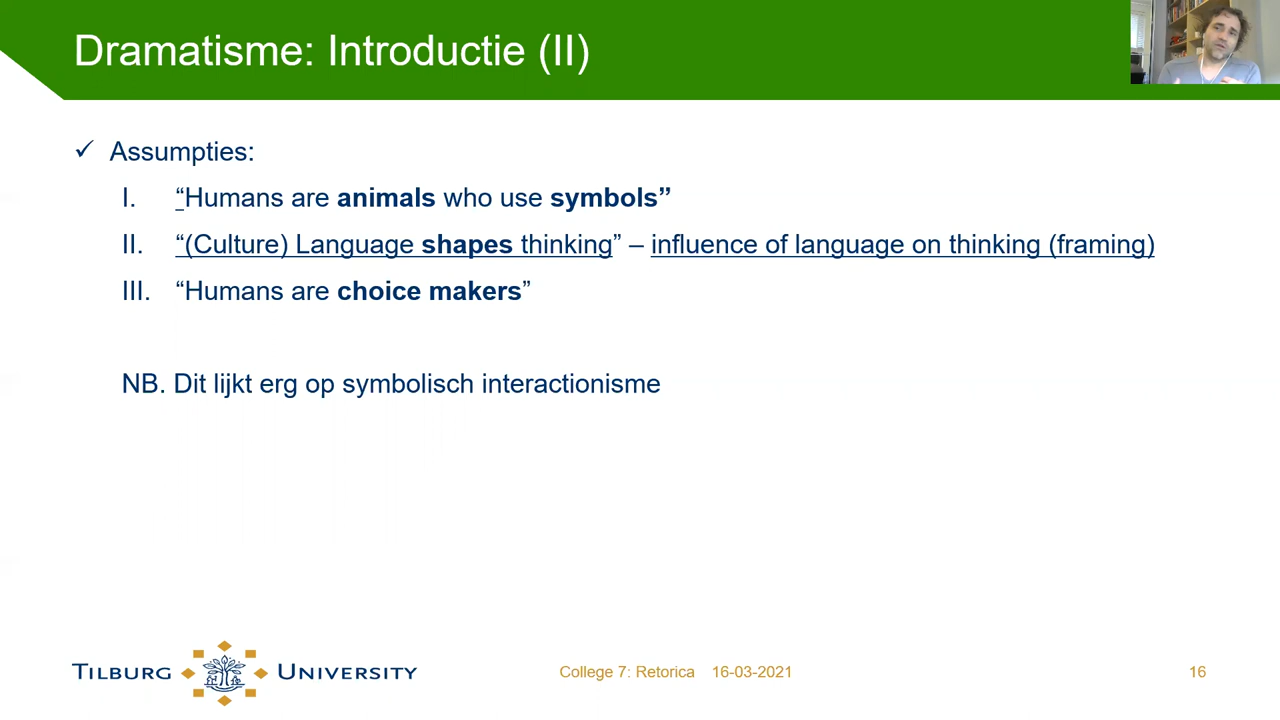 Dramatisme: Introductie (II)
✓ Assumpties:
I. “Humans are animals who use symbols”
II. “(Culture) Language shapes thinking” – influence of language on thinking (framing)
III. “Humans are choice makers”
NB. Dit lijkt erg op symbolisch interactionisme
TILBURG UNIVERSITY
College 7: Retorica 16-03-2021
16